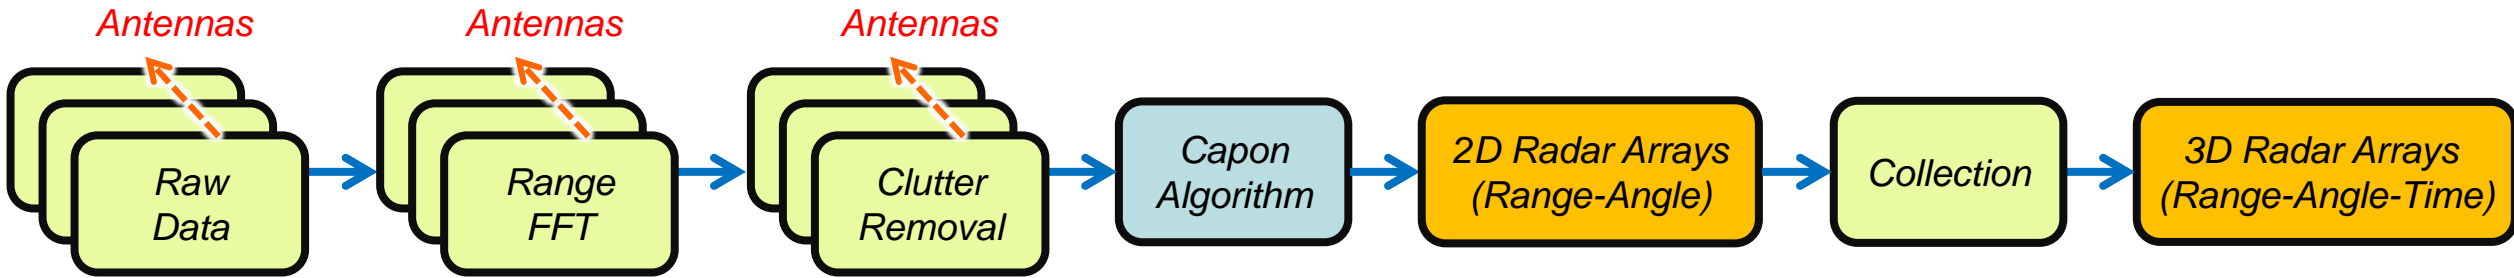 Antennas
Antennas
Antennas
Raw
Data
Range
FFT
Clutter
Removal
Capon
Algorithm
2D Radar Arrays
(Range-Angle)
Collection
3D Radar Arrays
(Range-Angle-Time)